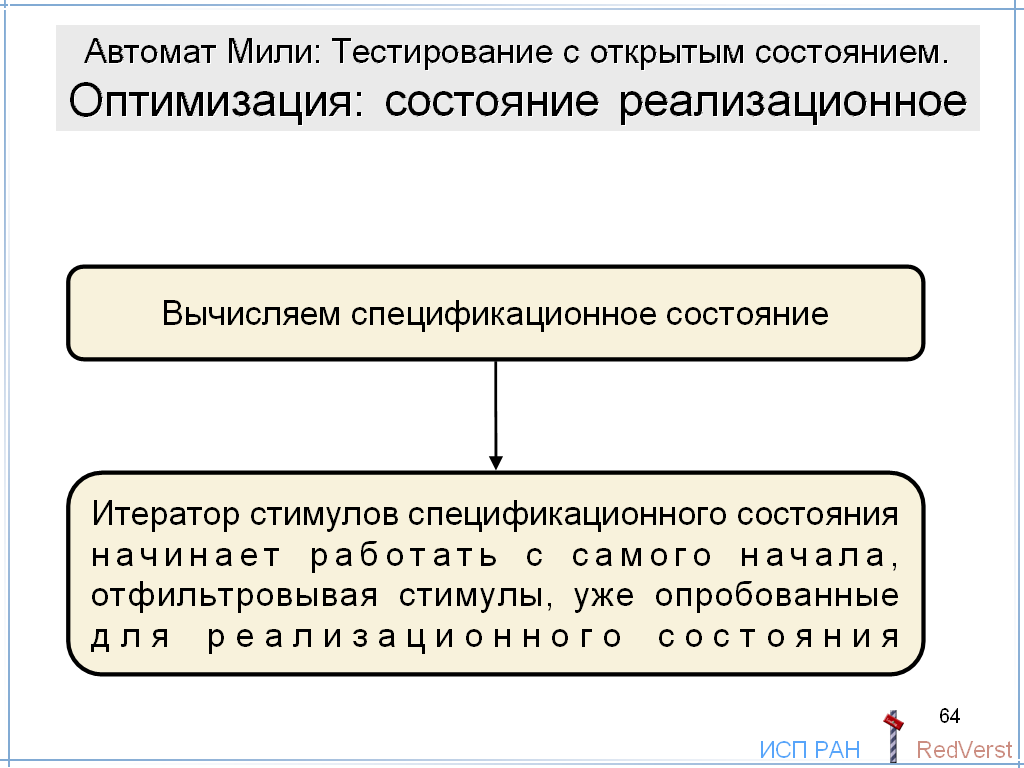 Автомат Мили: Тестирование с открытым состоянием.
Оптимизация: состояние реализационное
Вычисляем спецификационное состояние
Итератор стимулов спецификационного состояния
начинает работать с самого начала,
отфильтровывая стимулы, уже опробованные
для реализационного состояния
64
ИСП РАН
RedVerst